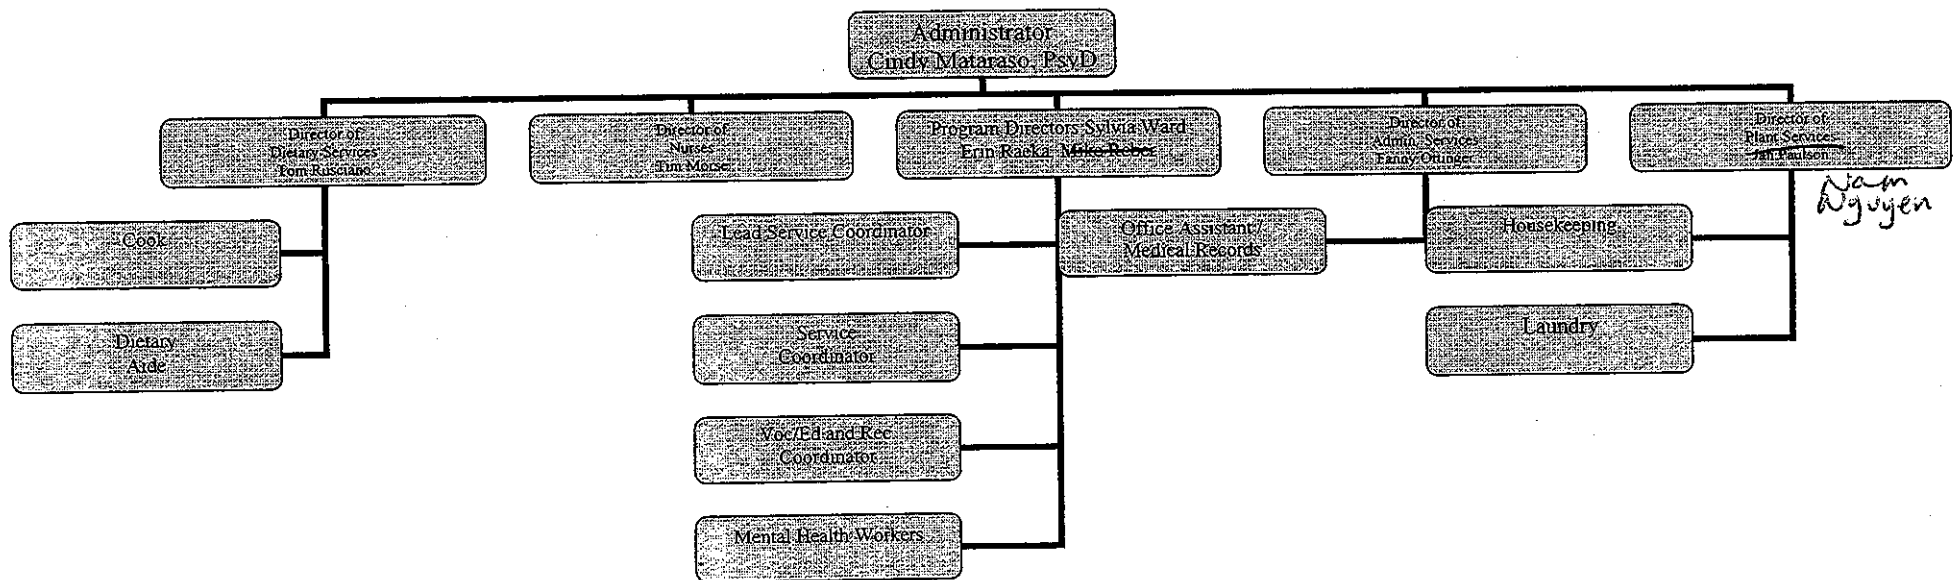 Administrator
Cindy Mataraso, PsyD
Director of
Dietary Services
Tom Rusciano
Director of
Nurses
Tim Morse
Program Directors Sylvia Ward
Erin Raeka, Mike Reber
Director of
Admin. Services
Fanny Ottinger
Director of
Plant Services
Jan Paulson
Nam
Nguyen
Cook
Dietary
Aide
Lead Service Coordinator
Service
Coordinator
Voc/Ed and Rec
Coordinator
Mental Health Workers
Office Assistant/
Medical Records
Housekeeping
Laundry